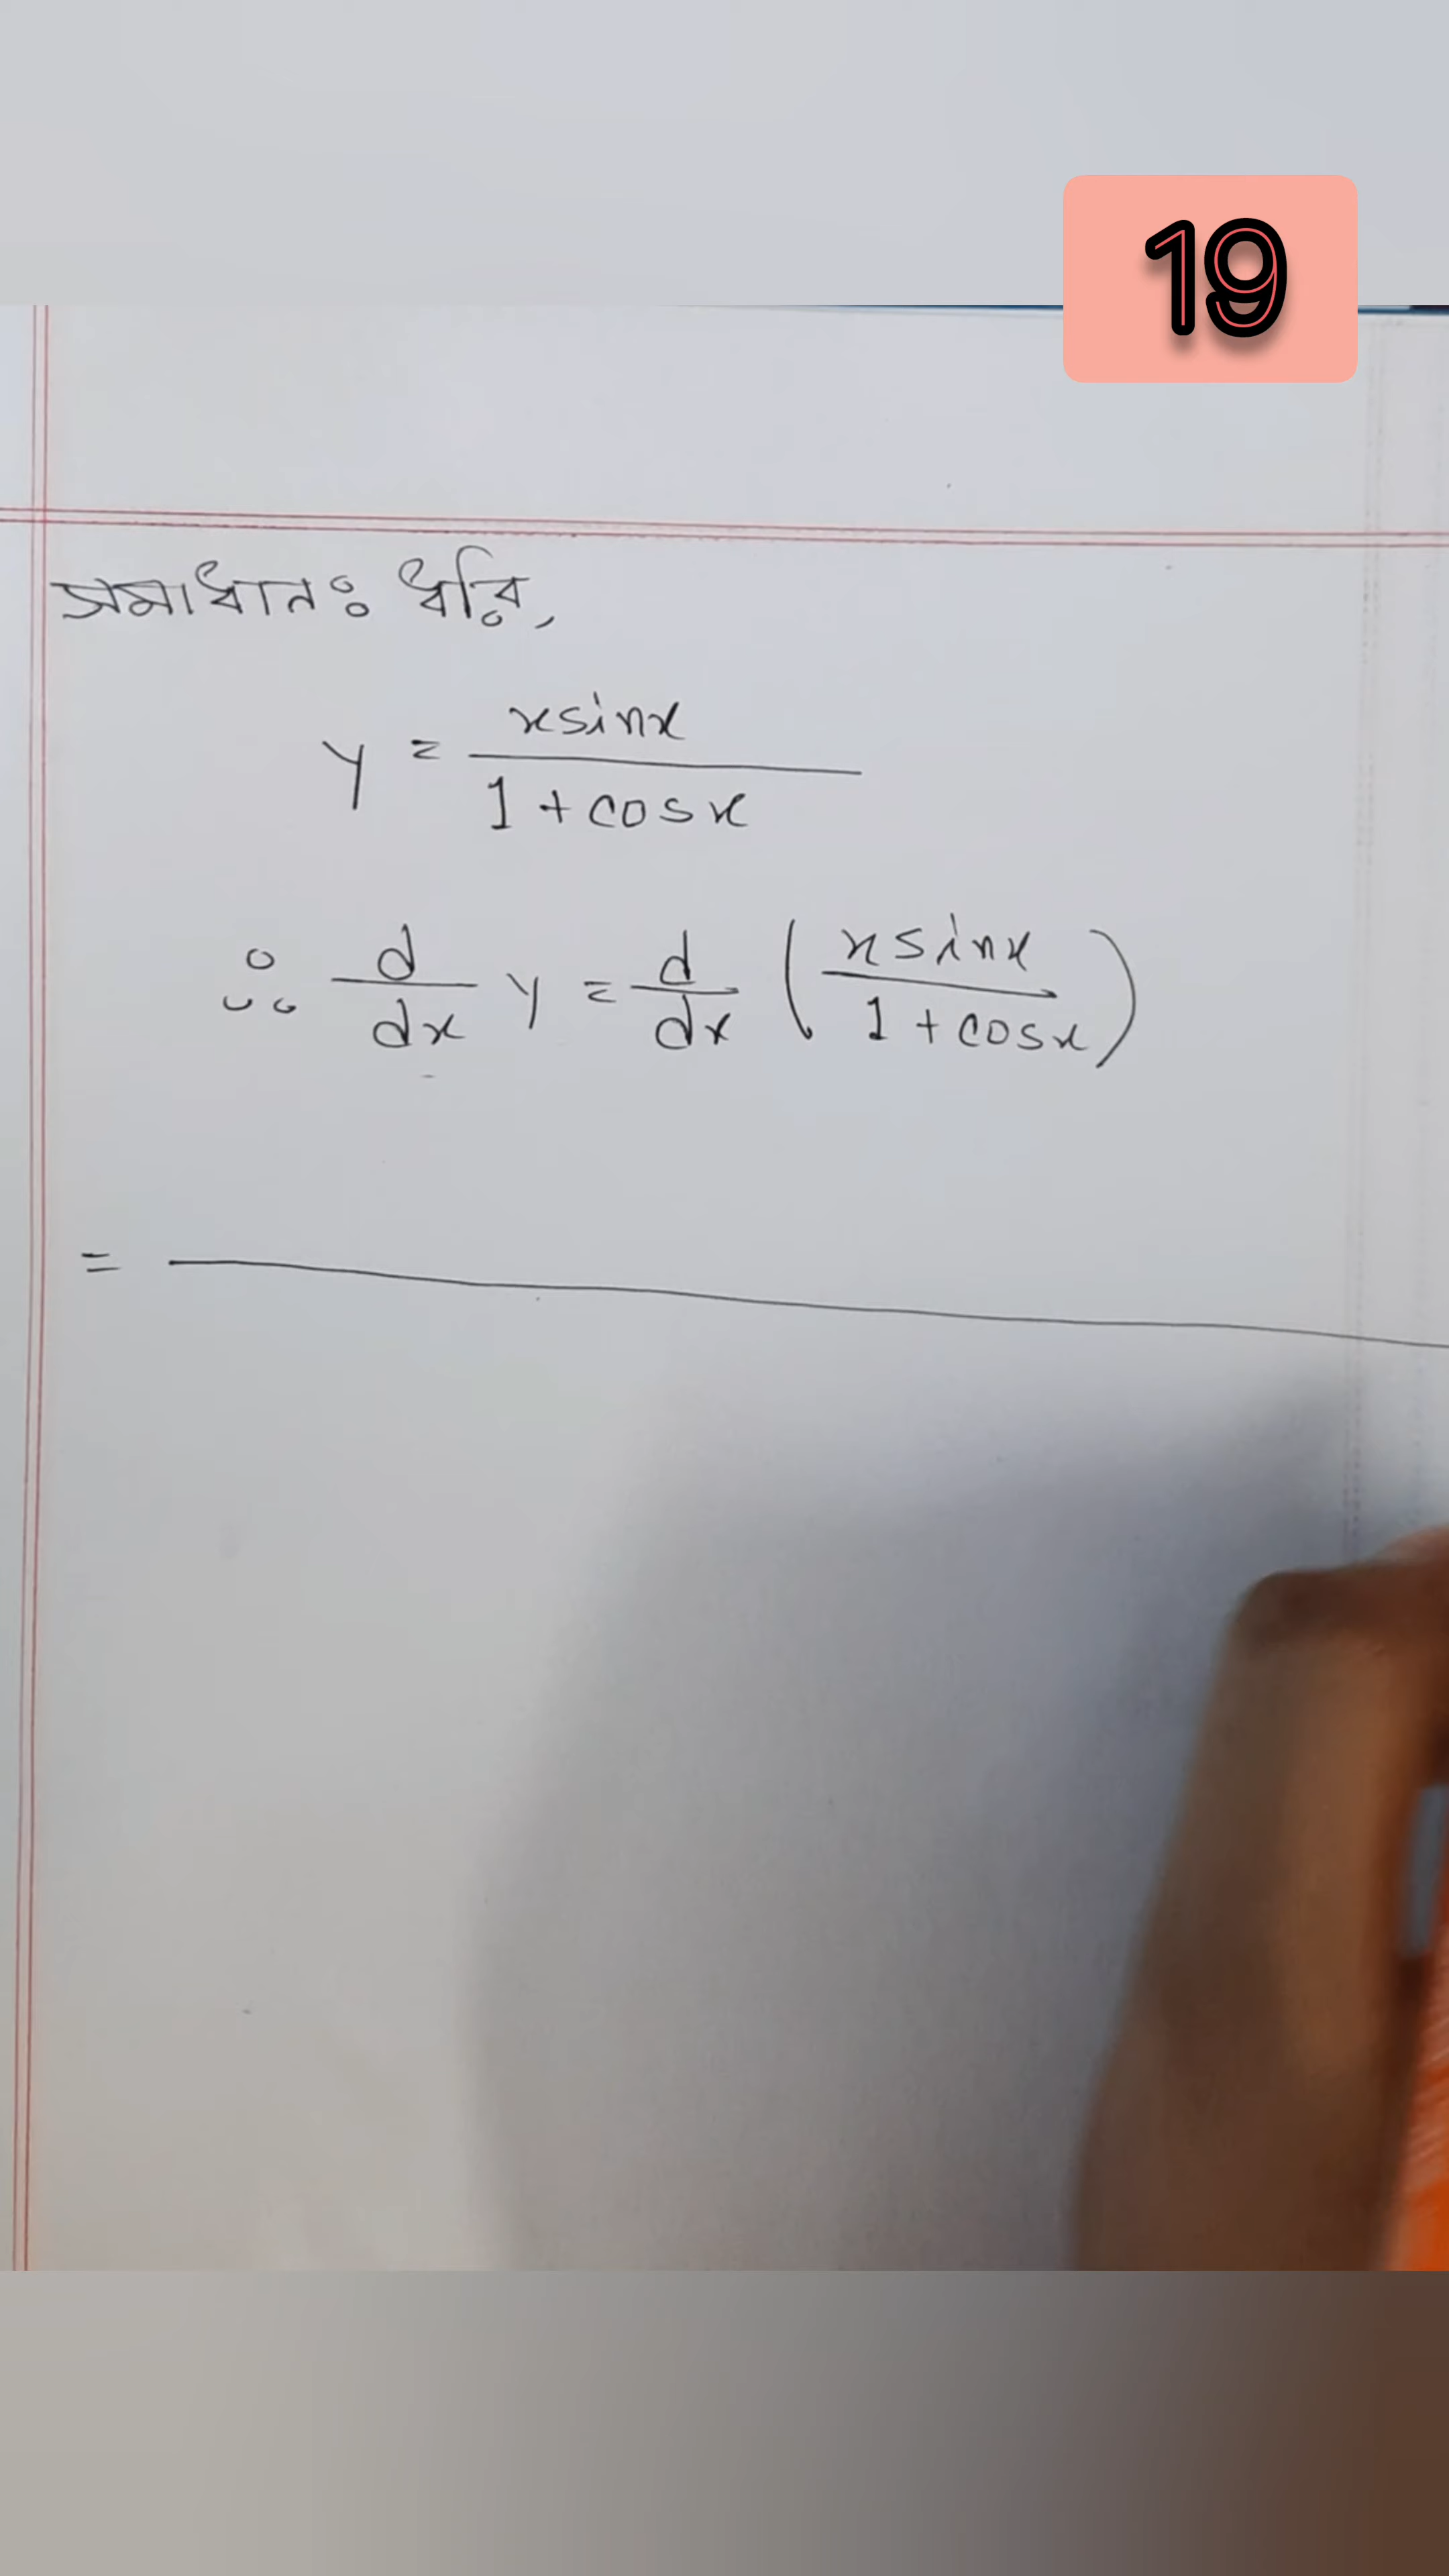 19
সমাধানঃ ধরি,
y = xsinx / 1 + cosx
∴ d/dx y = d/dx (xsinx / 1 + cosx)
=